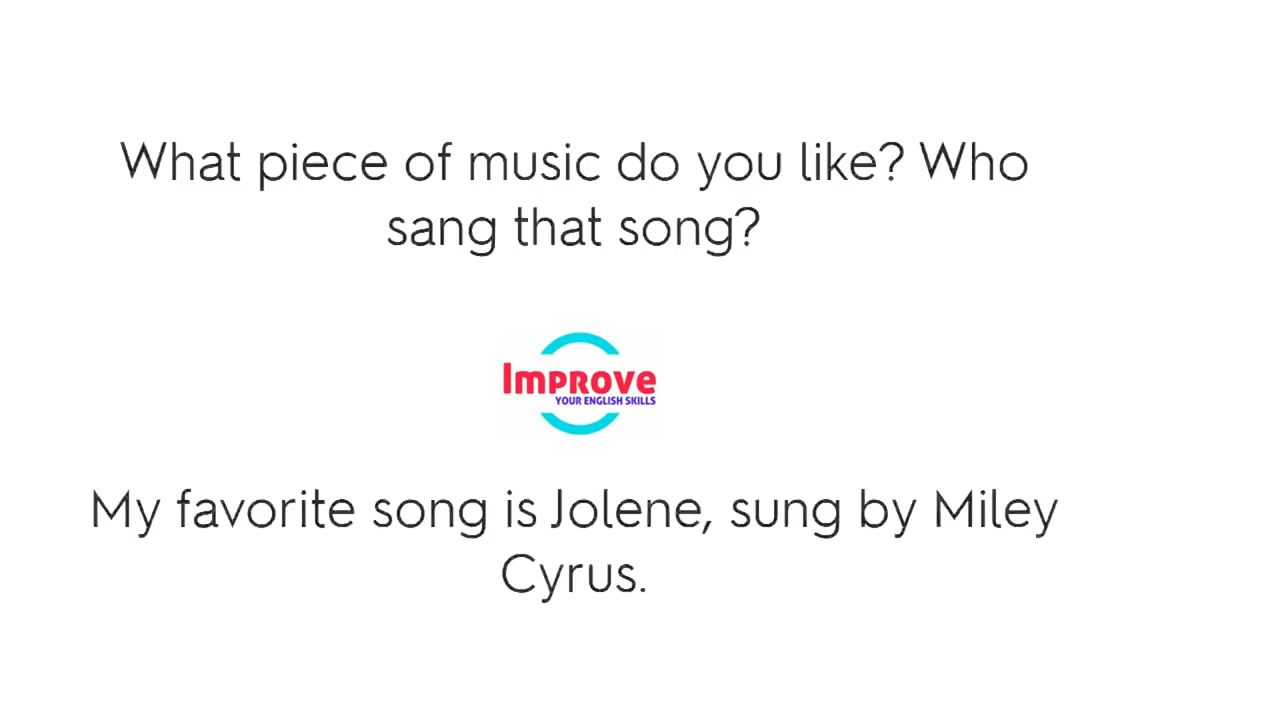 What piece of music do you like? Who
sang that song?
Improve
YOUR ENGLISH SKILLS
My favorite song is Jolene, sung by Miley
Cyrus.